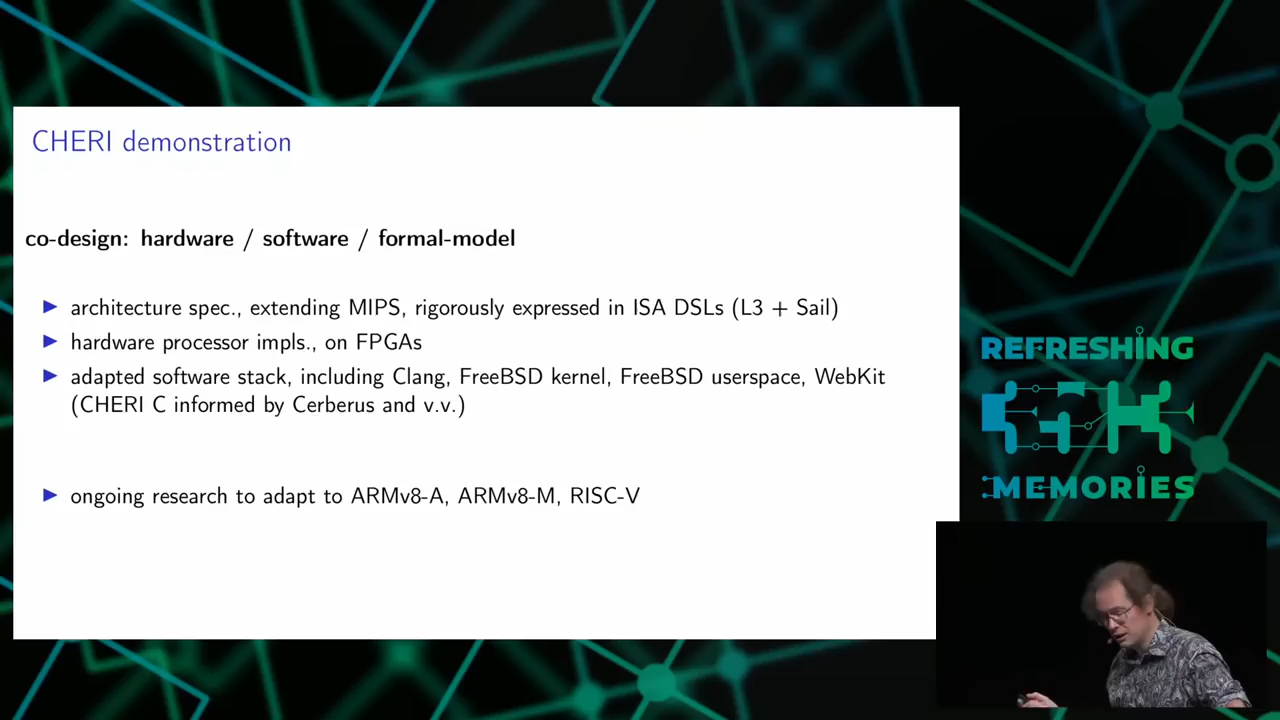 CHERI demonstration
co-design: hardware / software / formal-model
▶ architecture spec., extending MIPS, rigorously expressed in ISA DSLs (L3 + Sail)
▶ hardware processor impls., on FPGAs
▶ adapted software stack, including Clang, FreeBSD kernel, FreeBSD userspace, WebKit
(CHERI C informed by Cerberus and v.v.)
▶ ongoing research to adapt to ARMv8-A, ARMv8-M, RISC-V
REFRESHING
35C3
MEMORIES